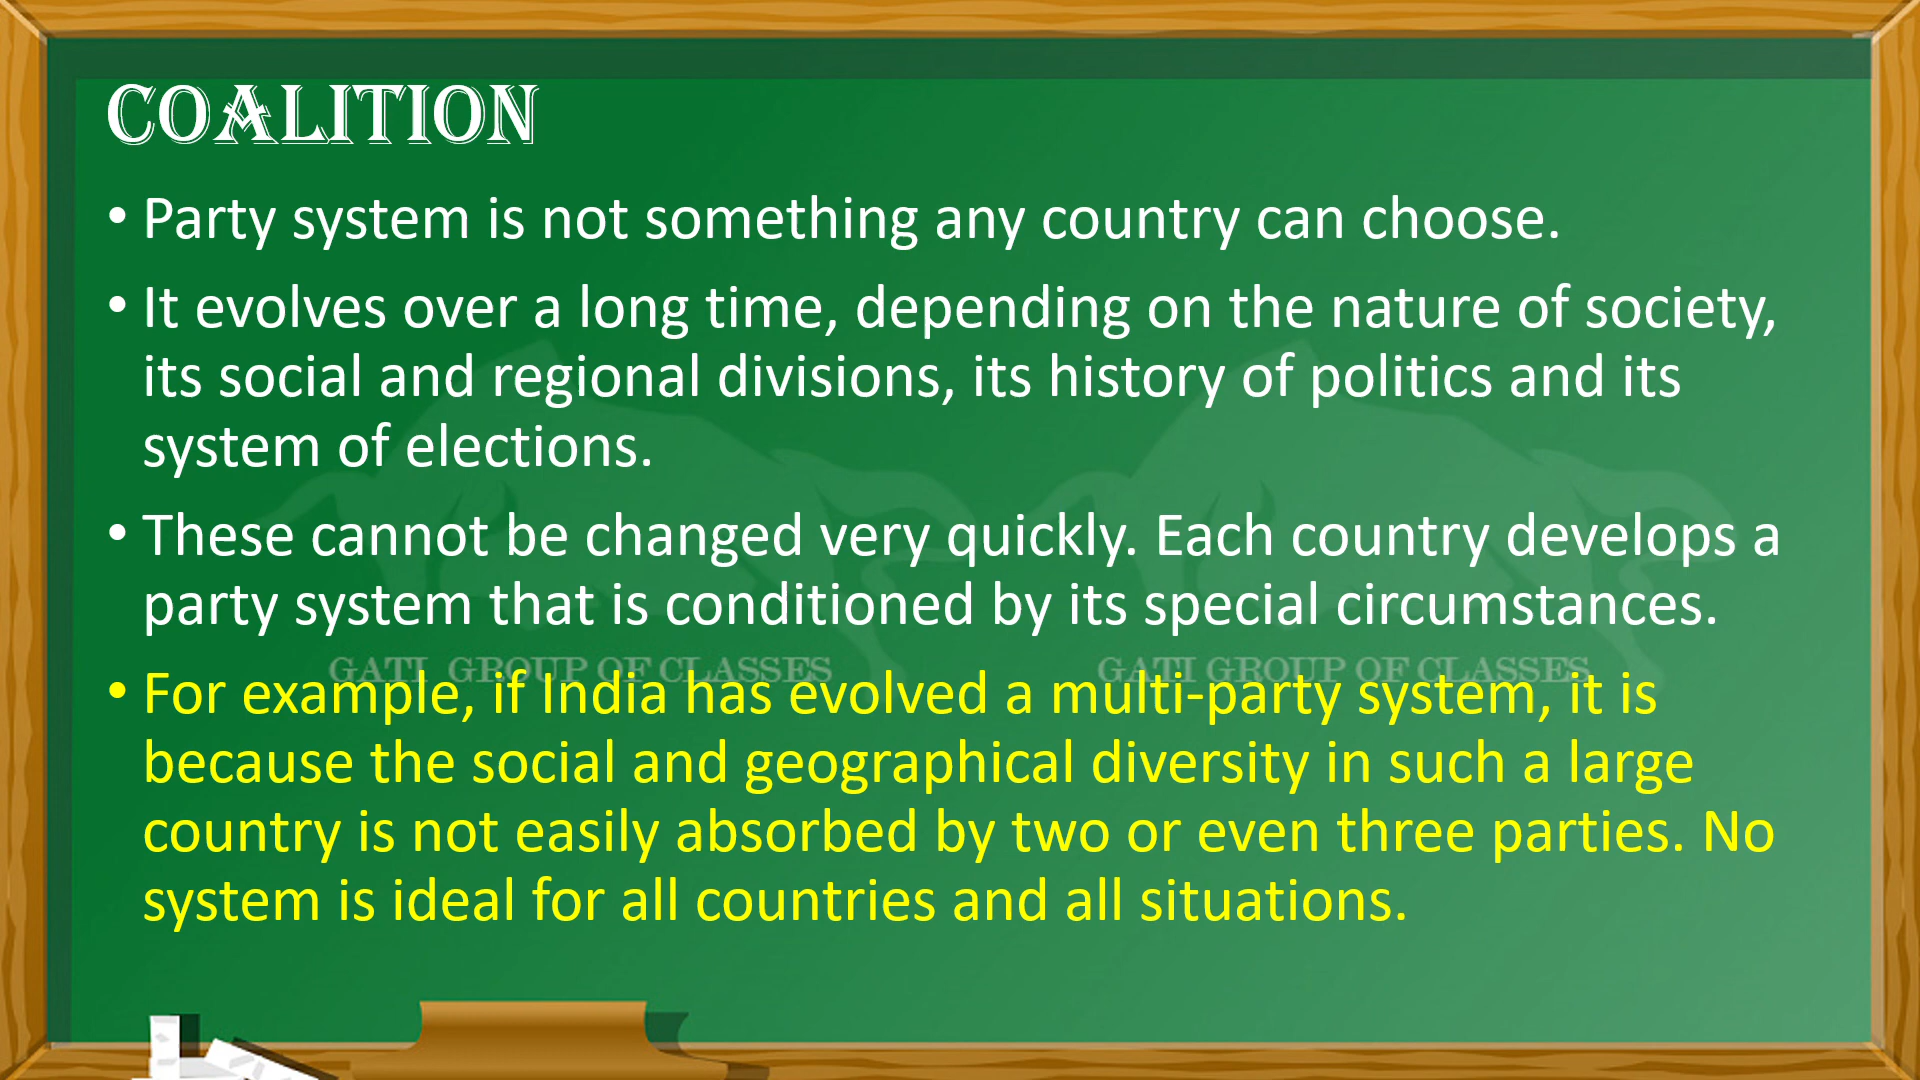 COALITION
• Party system is not something any country can choose.
• It evolves over a long time, depending on the nature of society,
its social and regional divisions, its history of politics and its
system of elections.
• These cannot be changed very quickly. Each country develops a
party system that is conditioned by its special circumstances.
GATI GROUP OF CLASSES GATI GROUP OF CLASSES
• For example, if India has evolved a multi-party system, it is
because the social and geographical diversity in such a large
country is not easily absorbed by two or even three parties. No
system is ideal for all countries and all situations.